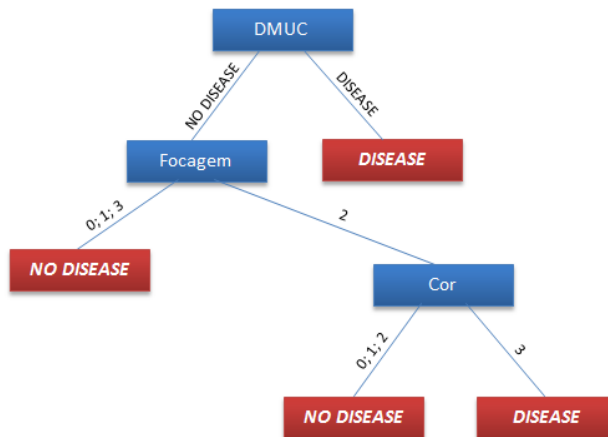 DMUC
NO DISEASE
DISEASE
Focagem
DISEASE
0; 1; 3
2
NO DISEASE
Cor
0; 1; 2
3
NO DISEASE
DISEASE